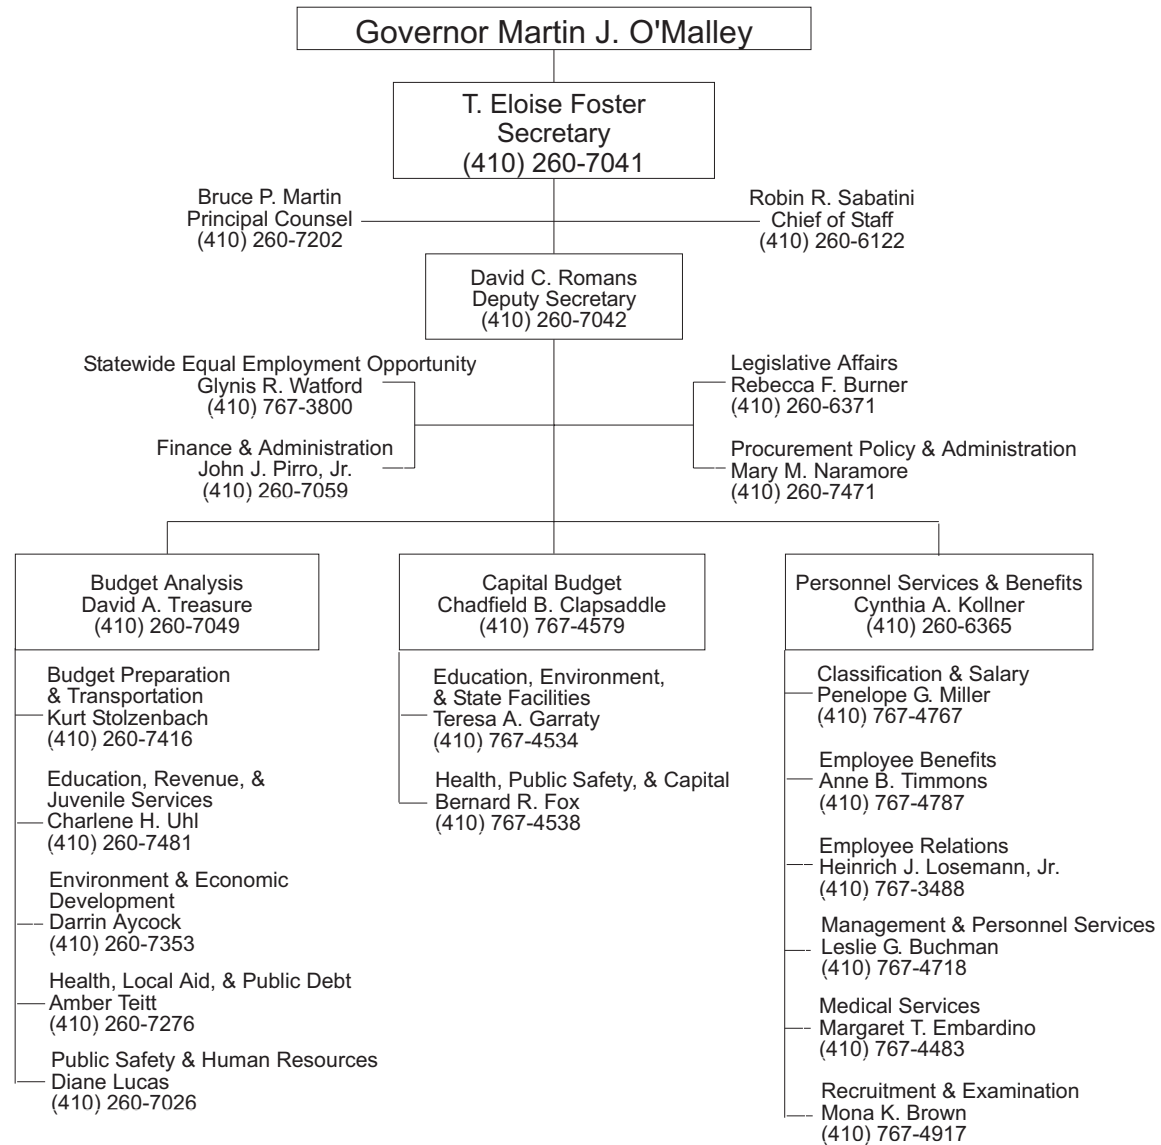 Governor Martin J. O'Malley
T. Eloise Foster
Secretary
(410) 260-7041
Bruce P. Martin
Principal Counsel
(410) 260-7202
Robin R. Sabatini
Chief of Staff
(410) 260-6122
David C. Romans
Deputy Secretary
(410) 260-7042
Statewide Equal Employment Opportunity
Glynis R. Watford
(410) 767-3800
Finance & Administration
John J. Pirro, Jr.
(410) 260-7059
Legislative Affairs
Rebecca F. Burner
(410) 260-6371
Procurement Policy & Administration
Mary M. Naramore
(410) 260-7471
Budget Analysis
David A. Treasure
(410) 260-7049
Budget Preparation
& Transportation
Kurt Stolzenbach
(410) 260-7416
Education, Revenue, &
Juvenile Services
Charlene H. Uhl
(410) 260-7481
Environment & Economic
Development
Darrin Aycock
(410) 260-7353
Health, Local Aid, & Public Debt
Amber Teitt
(410) 260-7276
Public Safety & Human Resources
Diane Lucas
(410) 260-7026
Capital Budget
Chadfield B. Clapsaddle
(410) 767-4579
Education, Environment,
& State Facilities
Teresa A. Garraty
(410) 767-4534
Health, Public Safety, & Capital
Bernard R. Fox
(410) 767-4538
Personnel Services & Benefits
Cynthia A. Kollner
(410) 260-6365
Classification & Salary
Penelope G. Miller
(410) 767-4767
Employee Benefits
Anne B. Timmons
(410) 767-4787
Employee Relations
Heinrich J. Losemann, Jr.
(410) 767-3488
Management & Personnel Services
Leslie G. Buchman
(410) 767-4718
Medical Services
Margaret T. Embardino
(410) 767-4483
Recruitment & Examination
Mona K. Brown
(410) 767-4917